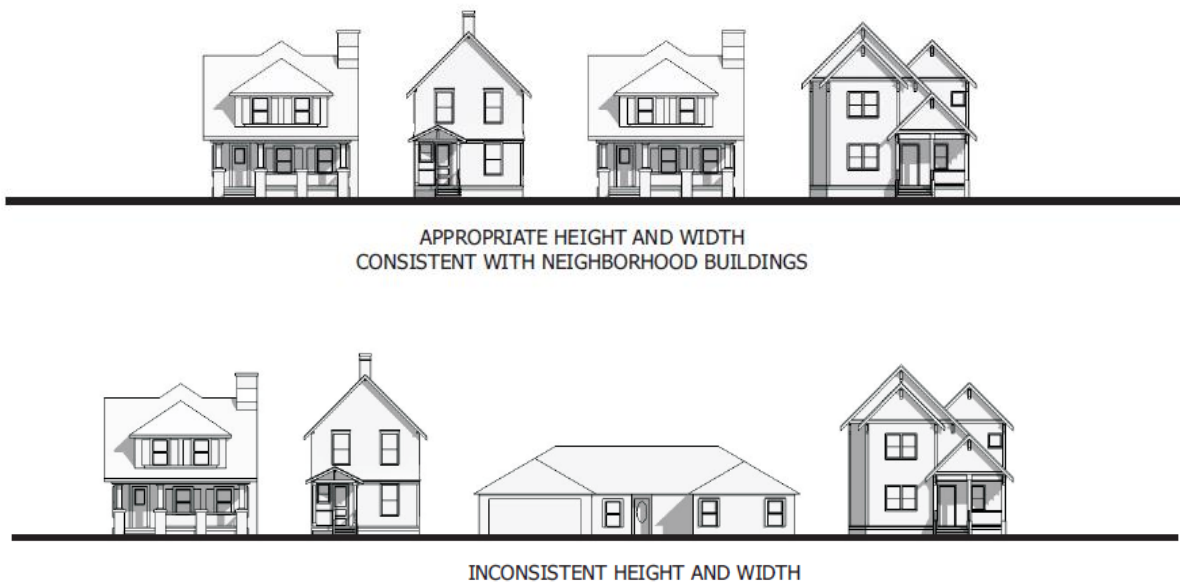 APPROPRIATE HEIGHT AND WIDTH
CONSISTENT WITH NEIGHBORHOOD BUILDINGS
INCONSISTENT HEIGHT AND WIDTH